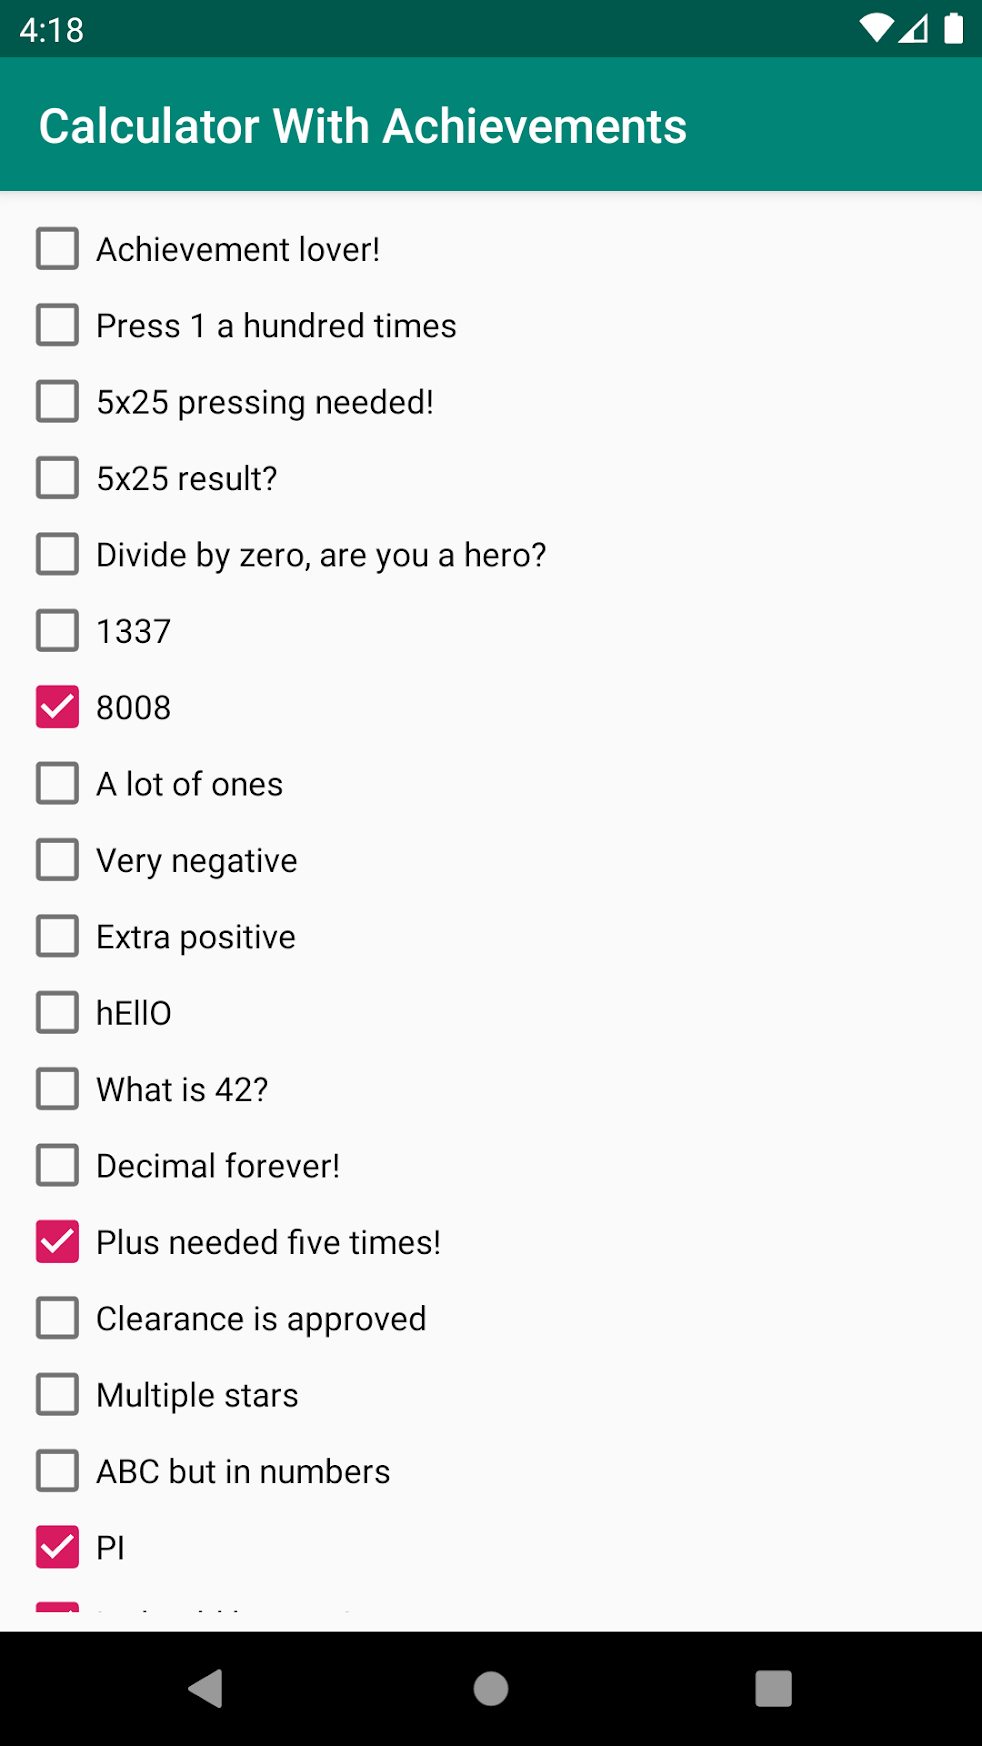 4:18
Calculator With Achievements
Achievement lover!
Press 1 a hundred times
5x25 pressing needed!
5x25 result?
Divide by zero, are you a hero?
1337
8008
A lot of ones
Very negative
Extra positive
hEllO
What is 42?
Decimal forever!
Plus needed five times!
Clearance is approved
Multiple stars
ABC but in numbers
PI